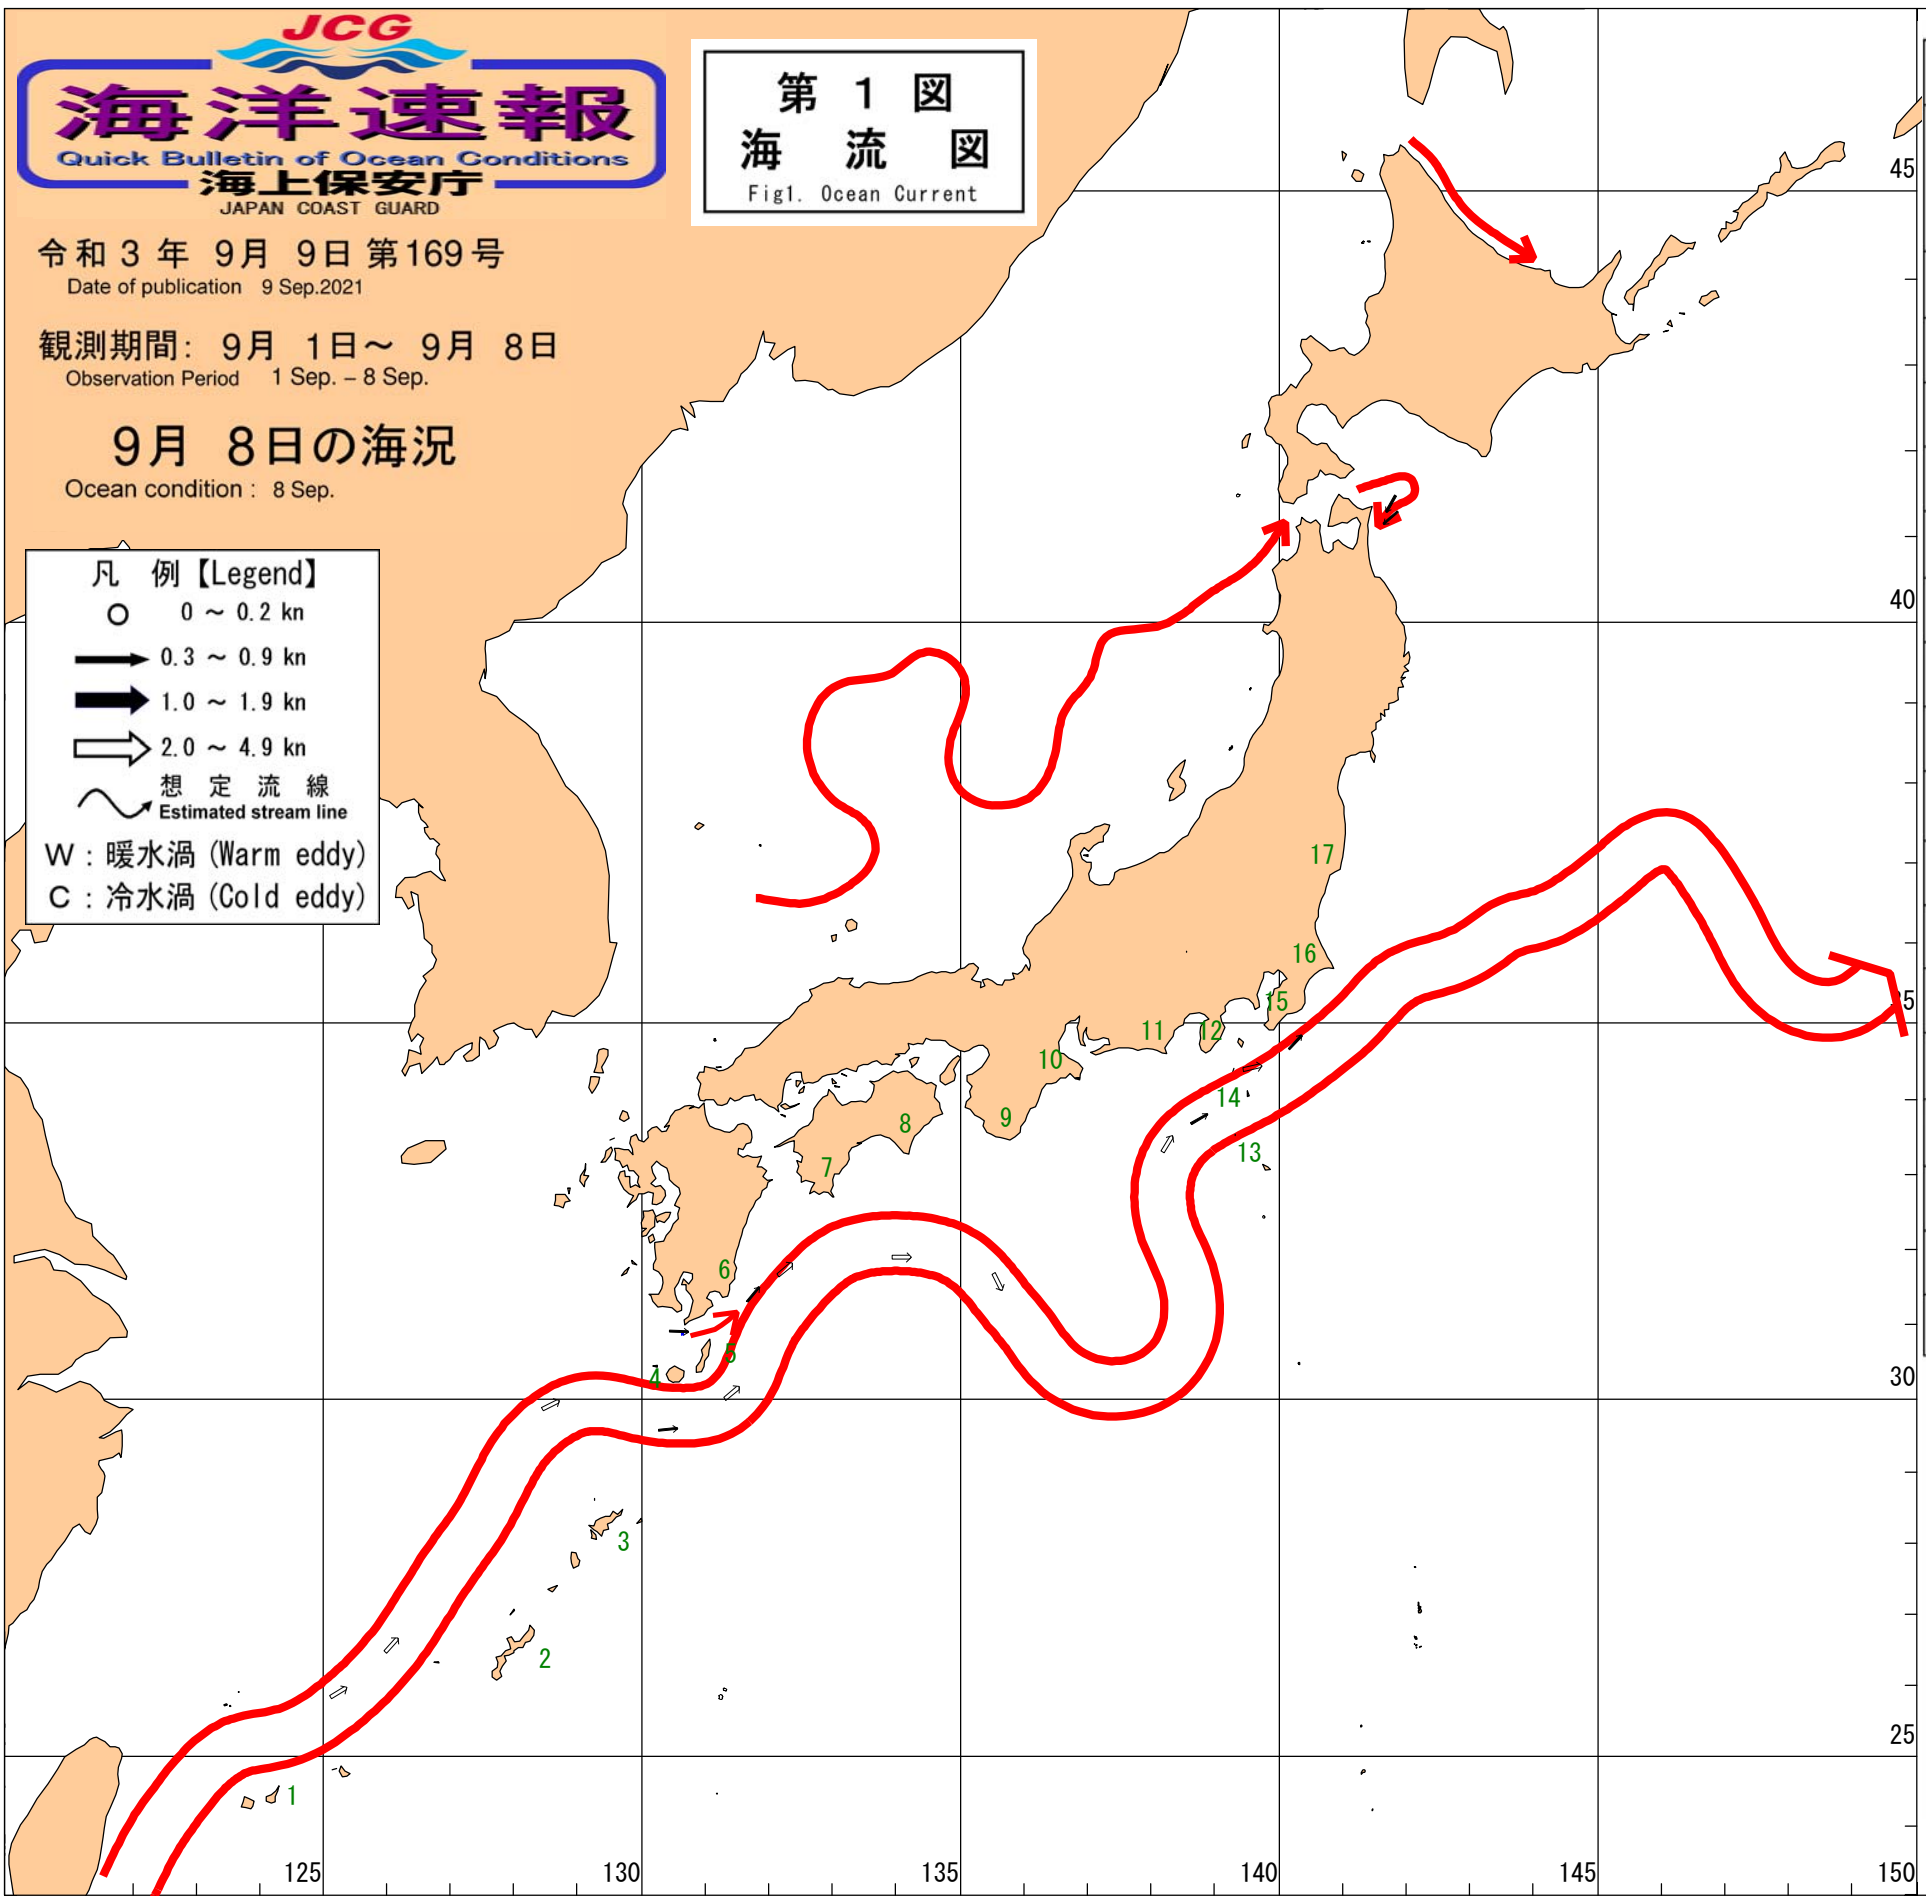 JCG
海洋速報
Quick Bulletin of Ocean Conditions
海上保安庁
JAPAN COAST GUARD
第 1 図
海 流 図
Fig1. Ocean Current
令和 3 年 9月 9日 第169号
Date of publication 9 Sep.2021
観測期間: 9月 1日～ 9月 8日
Observation Period 1 Sep. – 8 Sep.
9月 8日の海況
Ocean condition : 8 Sep.
凡 例【Legend】
0 ～ 0.2 kn
0.3 ～ 0.9 kn
1.0 ～ 1.9 kn
2.0 ～ 4.9 kn
想 定 流 線
Estimated stream line
W : 暖水渦 (Warm eddy)
C : 冷水渦 (Cold eddy)
45
40
17
16
35
15
11
12
10
14
9
8
13
7
6
5
4
30
3
2
25
1
125
130
135
140
145
150